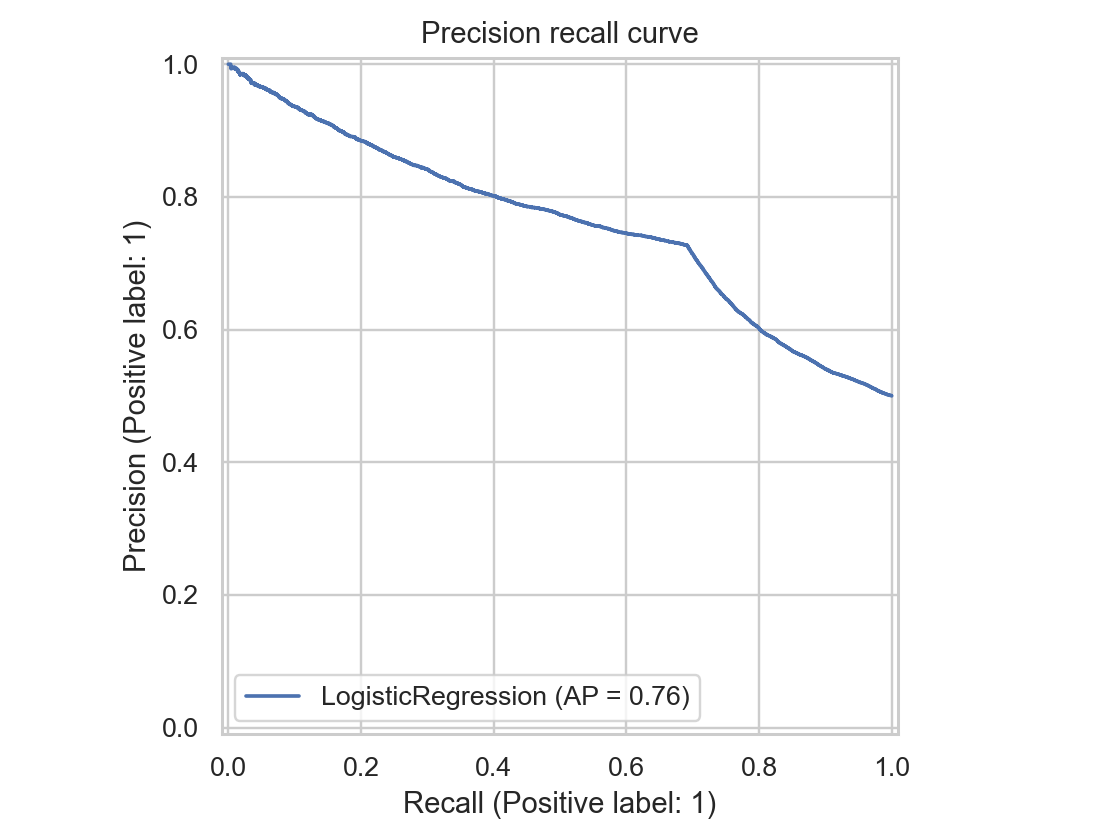 Precision recall curve
1.0
0.8
0.6
0.4
0.2
0.0
Precision (Positive label: 1)
LogisticRegression (AP = 0.76)
0.0 0.2 0.4 0.6 0.8 1.0
Recall (Positive label: 1)